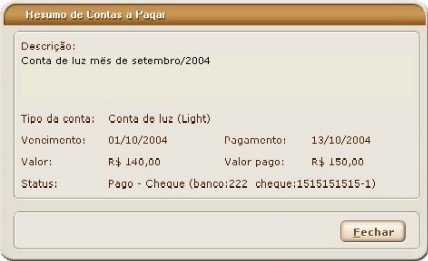 Resumo de Contas a Pagar
Descrição:
Conta de luz mês de setembro/2004
Tipo da conta: Conta de luz (Light)
Vencimento: 01/10/2004 Pagamento: 13/10/2004
Valor: R$ 140,00 Valor pago: R$ 150,00
Status: Pago - Cheque (banco:222 cheque:1515151515-1)
Fechar